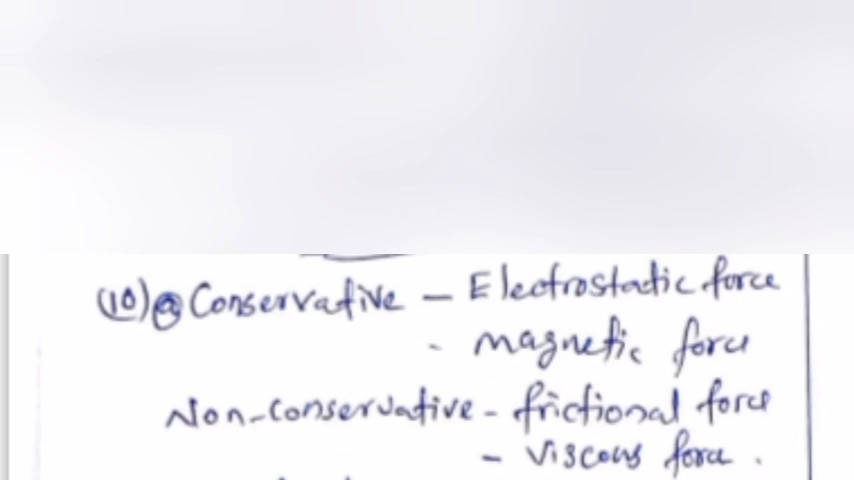 (10) (a) Conservative – Electrostatic force
- magnetic force
Non-conservative - frictional force
- viscous force.